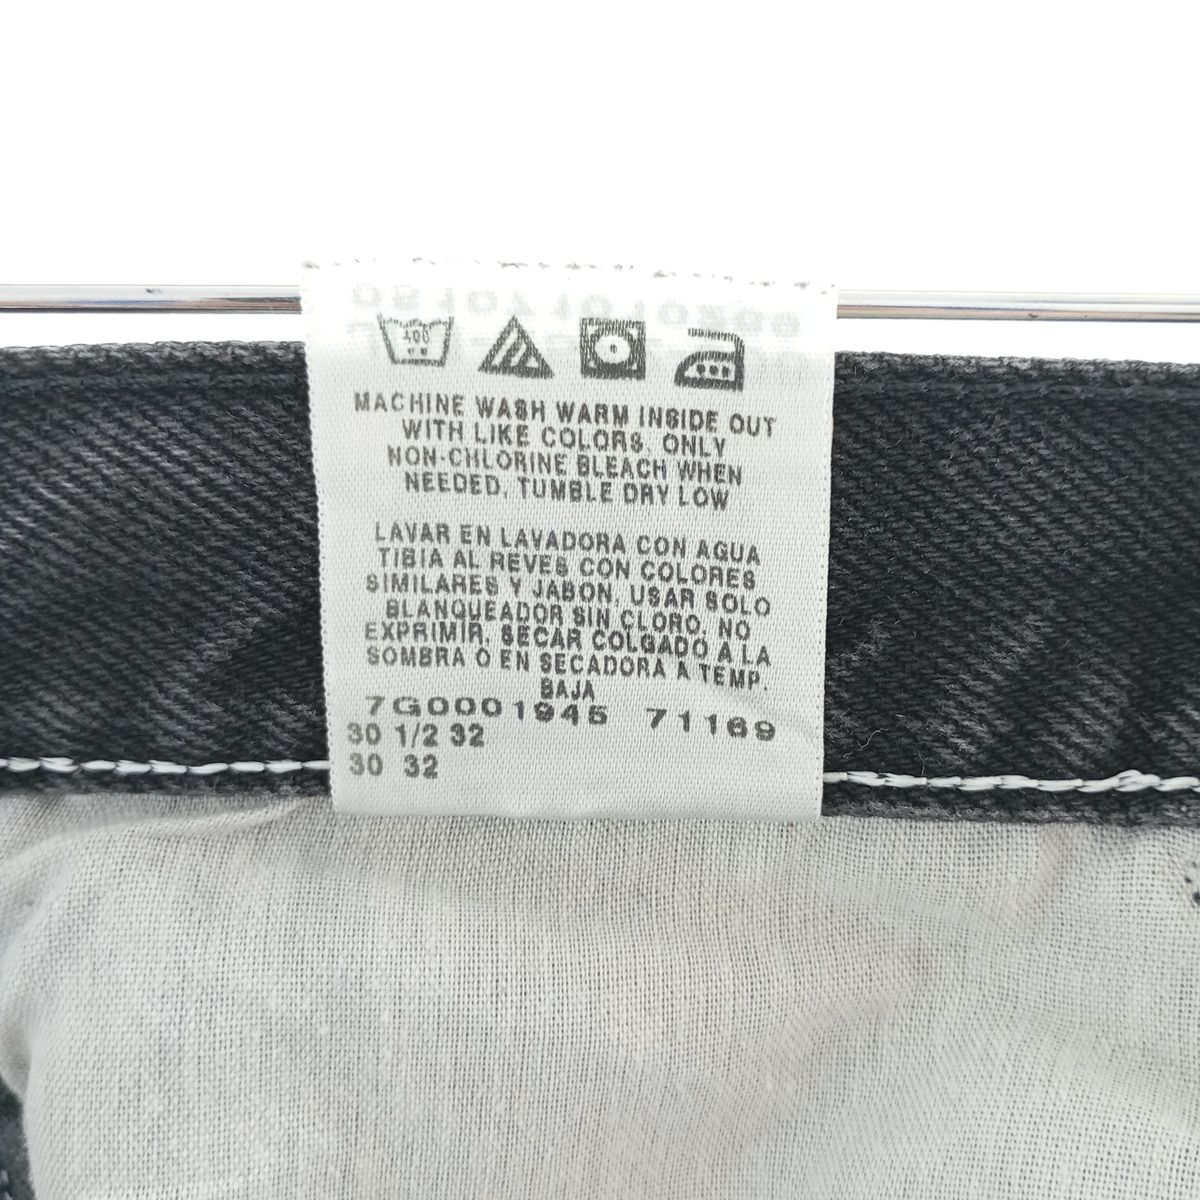 MACHINE WASH WARM INSIDE OUT
WITH LIKE COLORS, ONLY
NON-CHLORINE BLEACH WHEN
NEEDED, TUMBLE DRY LOW
LAVAR EN LAVADORA CON AGUA
TIBIA AL REVES CON COLORES
SIMILARES Y JABON, USAR SOLO
BLANQUEADOR SIN CLORO, NO
EXPRIMIR, SECAR COLGADO A LA
SOMBRA O EN SECADORA A TEMP.
BAJA
7G0001945 71169
30 1/2 32
30 32